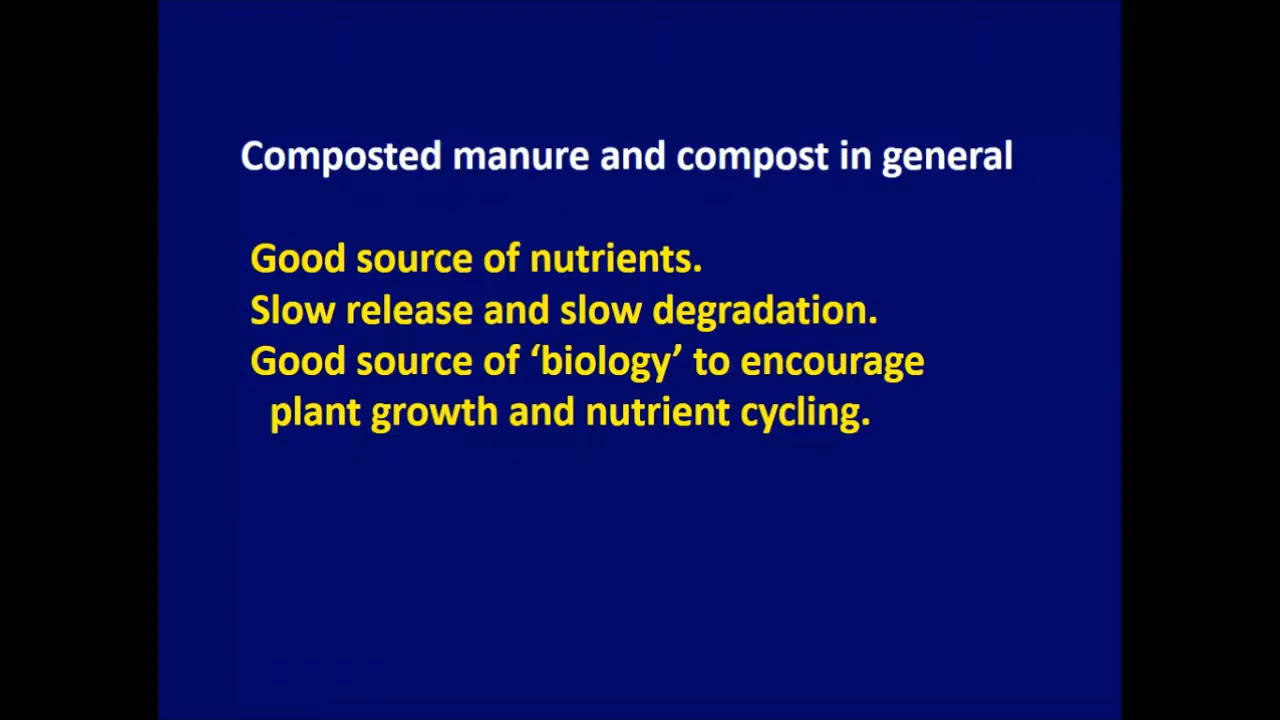 Composted manure and compost in general
Good source of nutrients.
Slow release and slow degradation.
Good source of ‘biology’ to encourage
plant growth and nutrient cycling.